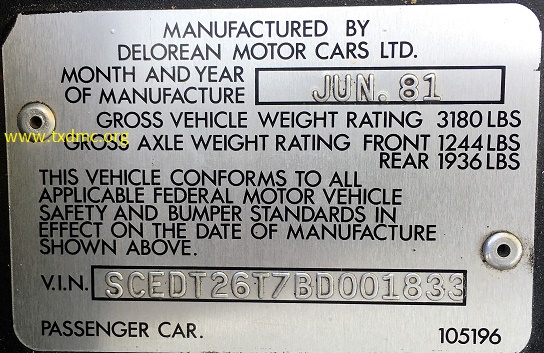 MANUFACTURED BY
DELOREAN MOTOR CARS LTD.
MONTH AND YEAR
OF MANUFACTURE JUN. 81
GROSS VEHICLE WEIGHT RATING 3180 LBS
www.txdmc.org
GROSS AXLE WEIGHT RATING FRONT 1244 LBS
REAR 1936 LBS
THIS VEHICLE CONFORMS TO ALL
APPLICABLE FEDERAL MOTOR VEHICLE
SAFETY AND BUMPER STANDARDS IN
EFFECT ON THE DATE OF MANUFACTURE
SHOWN ABOVE.
V.I.N. SCEDT26T7BD001833
PASSENGER CAR. 105196